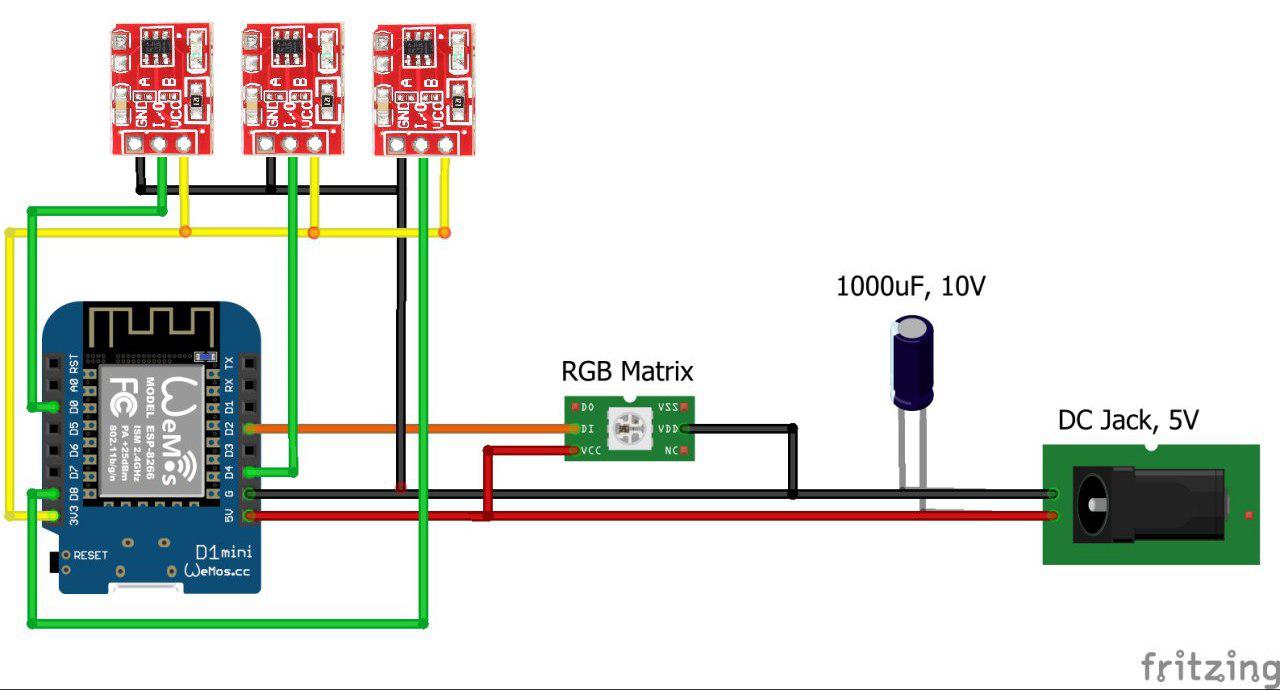 A B
GND
I/O
VCC
A B
GND
I/O
VCC
A B
GND
I/O
VCC
1000uF, 10V
RGB Matrix
DC Jack, 5V
DO VSS
DI VDD
VCC NC
RST
A0
D0
D5
D6
D7
D8
3V3
TX
RX
D1
D2
D3
D4
G
5V
WeMos
MODEL ESP-8266
ISM 2.4GHz
PA +25dBm
802.11b/g/n
FC
RESET
D1mini
WeMos.cc
fritzing